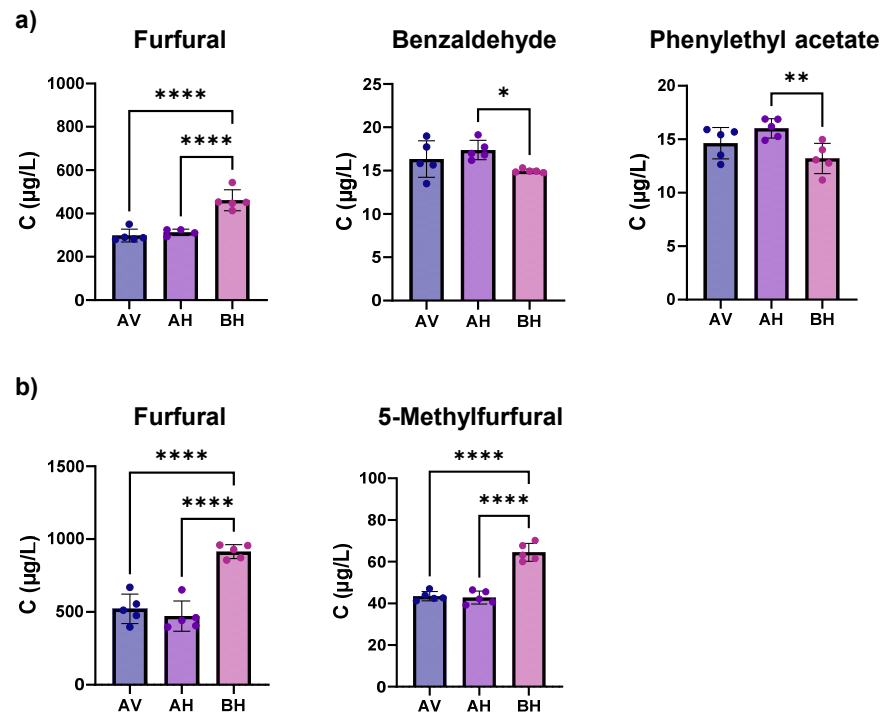 a)
Furfural
C (µg/L)
1000
800
600
400
200
0
****
****
AV AH BH
Benzaldehyde
C (µg/L)
25
20
15
10
5
0
*
AV AH BH
Phenylethyl acetate
C (µg/L)
20
15
10
5
0
**
AV AH BH
b)
Furfural
C (µg/L)
1500
1000
500
0
****
****
AV AH BH
5-Methylfurfural
C (µg/L)
100
80
60
40
20
0
****
****
AV AH BH